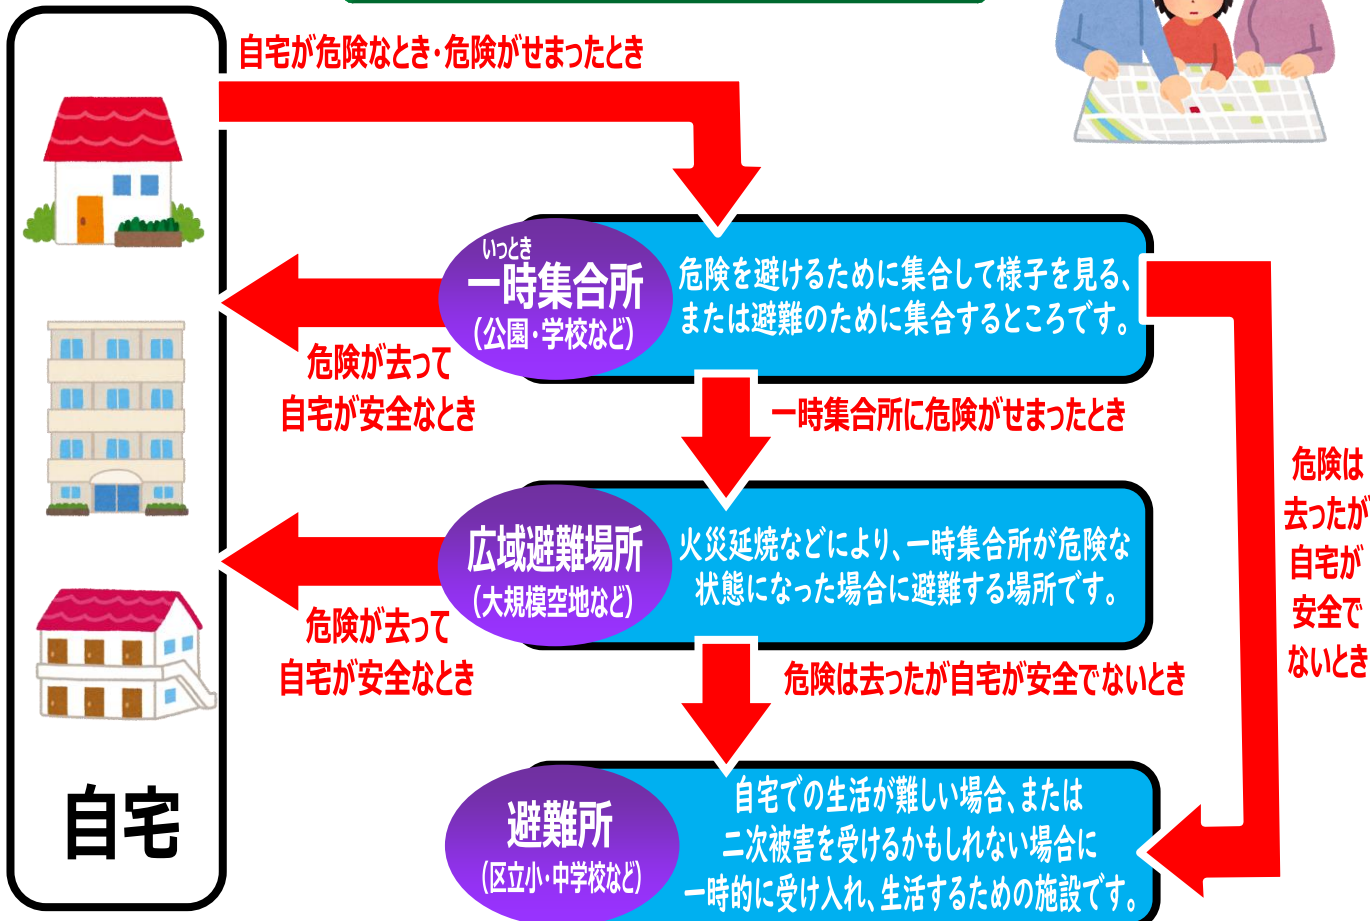 自宅が危険なとき・危険がせまったとき
いっとき
一時集合所
(公園・学校など)
危険を避けるために集合して様子を見る、
または避難のために集合するところです。
危険が去って
自宅が安全なとき
一時集合所に危険がせまったとき
危険は
去ったが
自宅が
安全で
ないとき
広域避難場所
(大規模空地など)
火災延焼などにより、一時集合所が危険な
状態になった場合に避難する場所です。
危険が去って
自宅が安全なとき
危険は去ったが自宅が安全でないとき
自宅
避難所
(区立小・中学校など)
自宅での生活が難しい場合、または
二次被害を受けるかもしれない場合に
一時的に受け入れ、生活するための施設です。